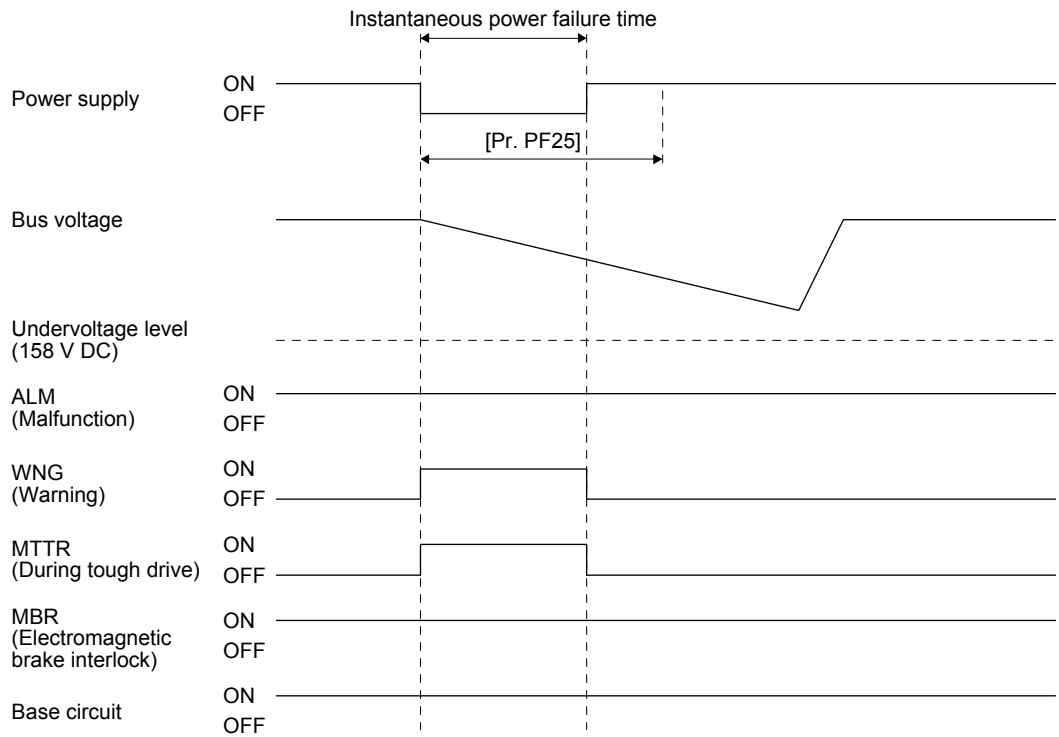 Instantaneous power failure time
Power supply
ON
OFF
[Pr. PF25]
Bus voltage
Undervoltage level
(158 V DC)
ALM
(Malfunction)
ON
OFF
WNG
(Warning)
ON
OFF
MTTR
(During tough drive)
ON
OFF
MBR
(Electromagnetic
brake interlock)
ON
OFF
Base circuit
ON
OFF